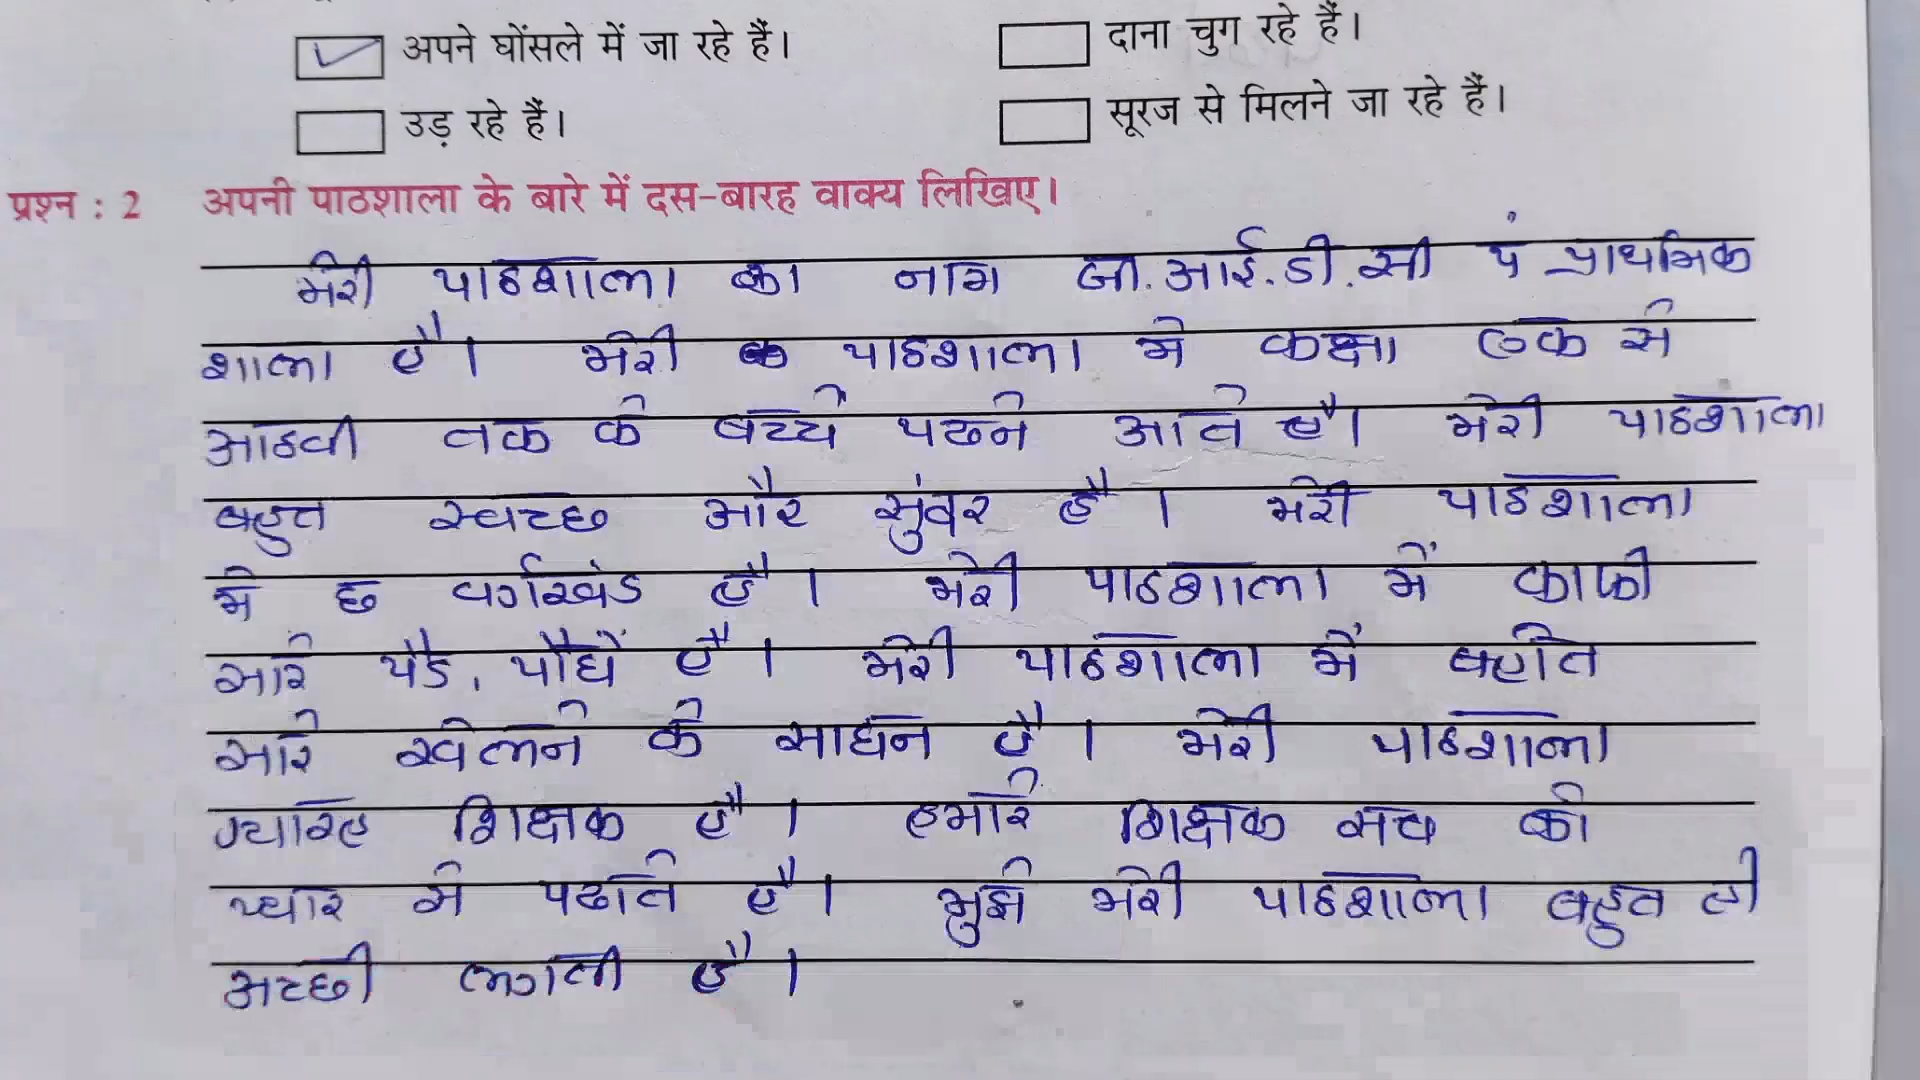 अपने घोंसले में जा रहे हैं।
दाना चुग रहे हैं।
उड़ रहे हैं।
सूरज से मिलने जा रहे हैं।
प्रश्न : 2 अपनी पाठशाला के बारे में दस-बारह वाक्य लिखिए।
मेरी पाठशाला का नाम जी.आई.डी.सी पं प्राथमिक
शाला है। मेरी पाठशाला मे कक्षा एक से
आठवी तक के बच्चे पढने आते है। मेरी पाठशाला
बहुत स्वच्छ और सुंदर है। मेरी पाठशाला
मे छ वर्गखंड है। मेरी पाठशाला में काफी
सारे पैड, पौधें है। मेरी पाठशाला में बहोत
सारे खेलने के साधन है। मेरी पाठशाला
ग्यारह शिक्षक है। हमारे शिक्षक सब को
प्यार से पढाते है। मुझे मेरी पाठशाला बहुत ही
अच्छी लगती है।